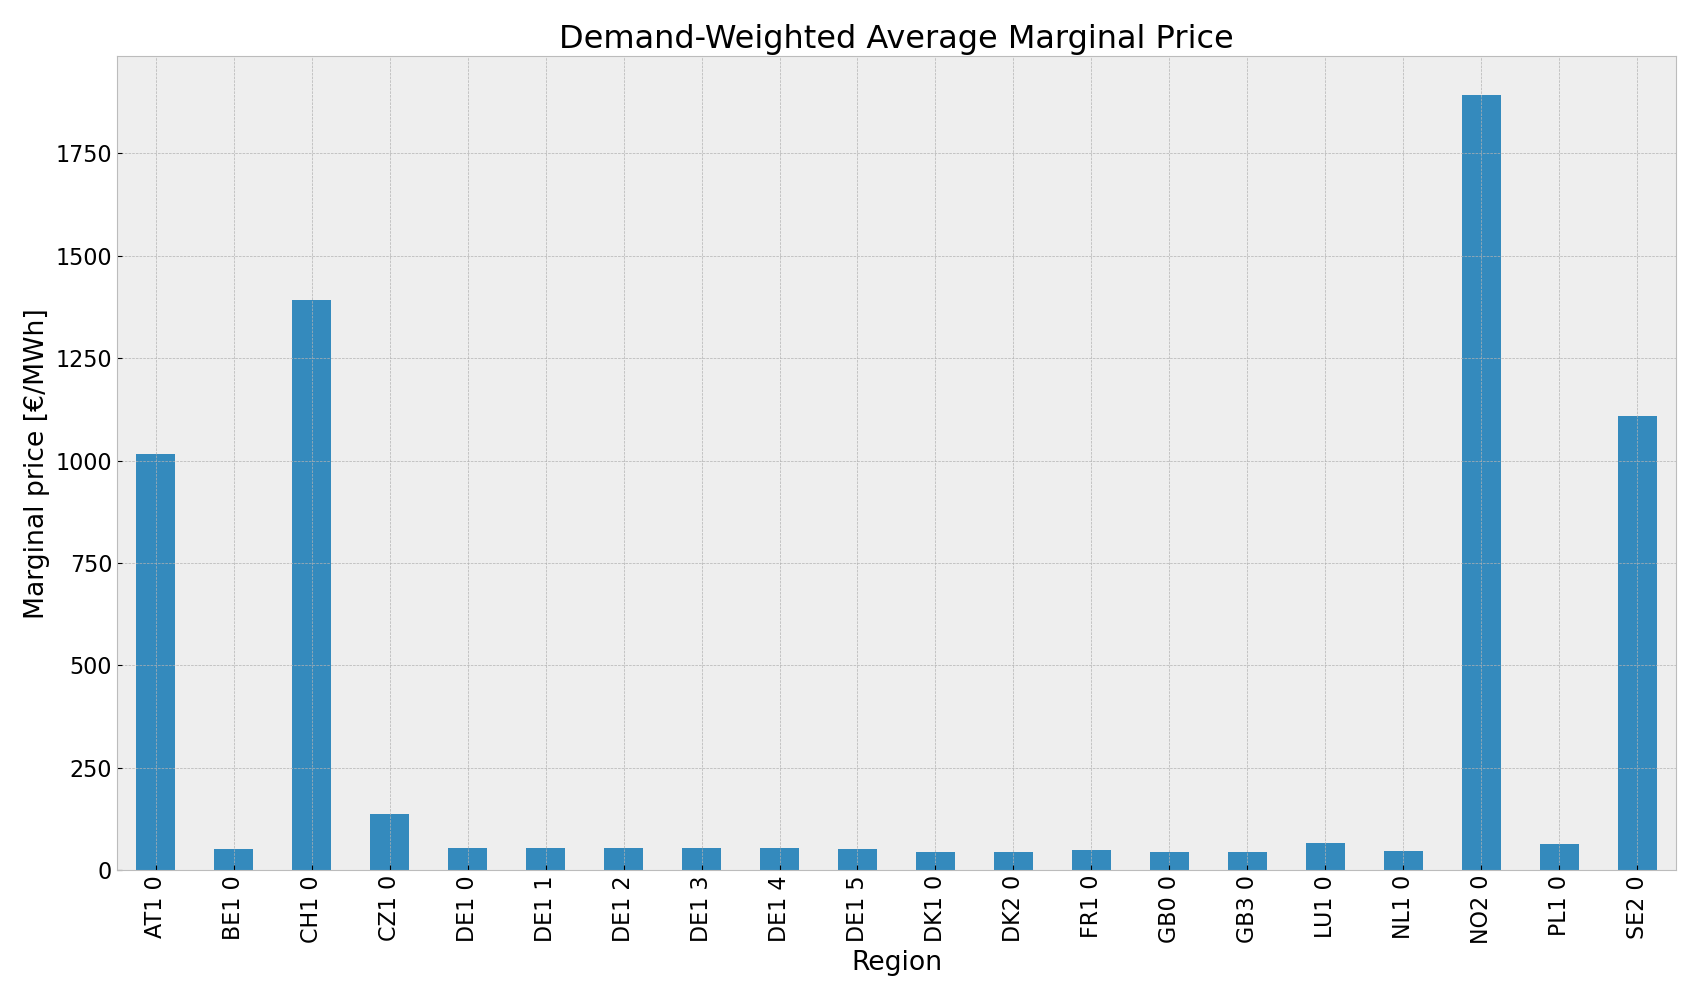 Demand-Weighted Average Marginal Price
Marginal price [€/MWh]
1750
1500
1250
1000
750
500
250
0
AT1 0
BE1 0
CH1 0
CZ1 0
DE1 0
DE1 1
DE1 2
DE1 3
DE1 4
DE1 5
DK1 0
DK2 0
FR1 0
GB0 0
GB3 0
LU1 0
NL1 0
NO2 0
PL1 0
SE2 0
Region